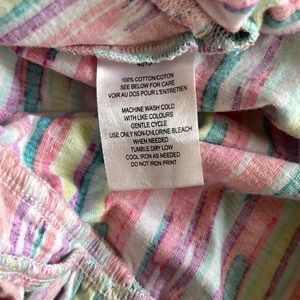 100% COTTON/COTON
SEE BELOW FOR CARE
VOIR AU DOS POUR L'ENTRETIEN
MACHINE WASH COLD
WITH LIKE COLOURS
GENTLE CYCLE
USE ONLY NON-CHLORINE BLEACH
WHEN NEEDED
TUMBLE DRY LOW
COOL IRON AS NEEDED
DO NOT IRON PRINT